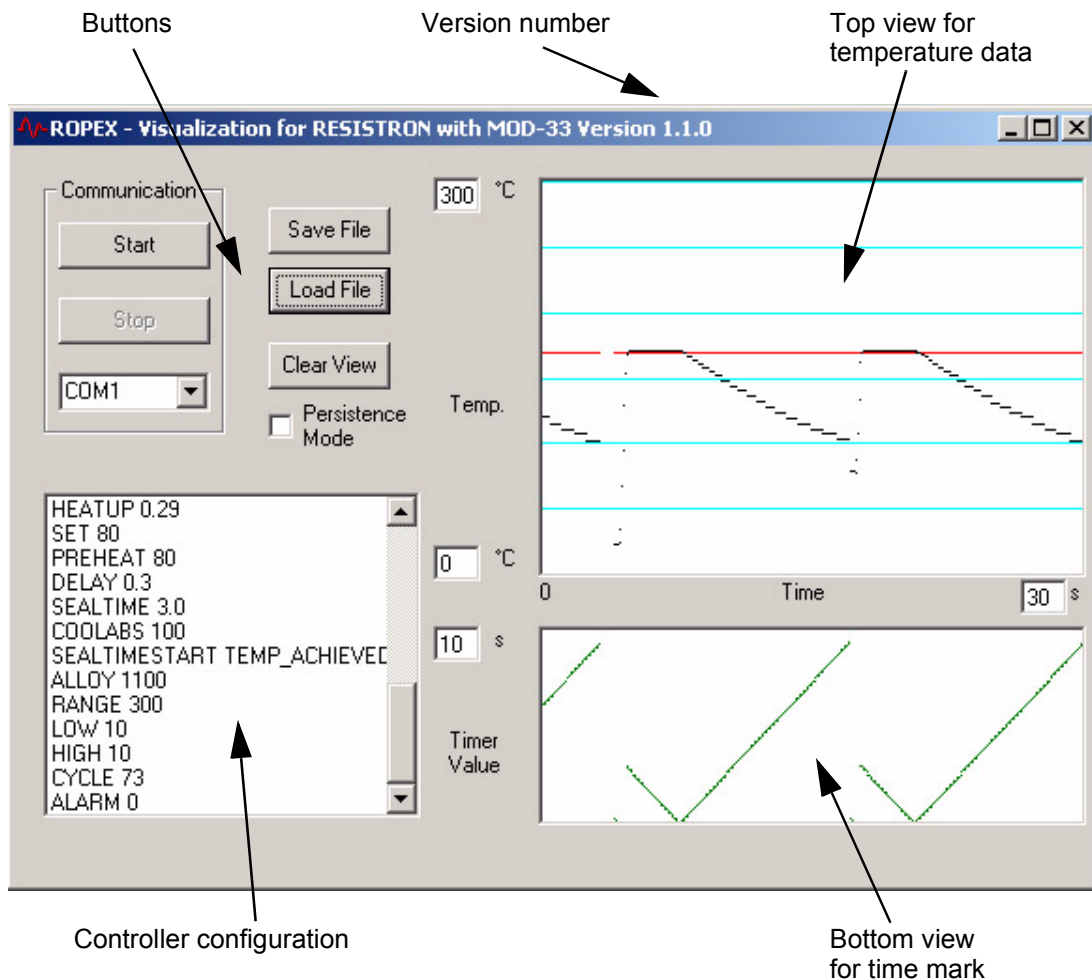 Buttons
Version number
Top view for
temperature data
ROPEX - Visualization for RESISTRON with MOD-33 Version 1.1.0
Communication
Start
Stop
COM1
Save File
Load File
Clear View
Persistence
Mode
300 °C
Temp.
0 °C
0 Time 30 s
10 s
Timer
Value
HEATUP 0.29
SET 80
PREHEAT 80
DELAY 0.3
SEALTIME 3.0
COOLABS 100
SEALTIMESTART TEMP_ACHIEVED
ALLOY 1100
RANGE 300
LOW 10
HIGH 10
CYCLE 73
ALARM 0
Controller configuration
Bottom view
for time mark